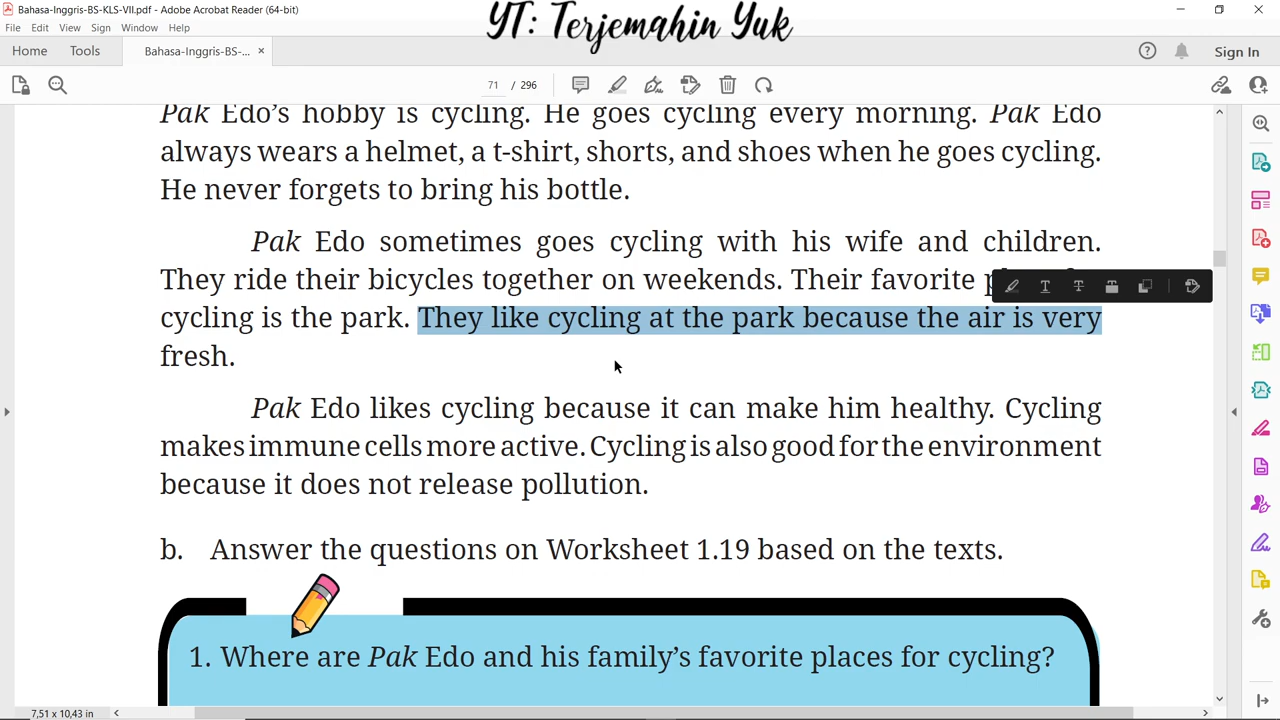 Bahasa-Inggris-BS-KLS-VII.pdf - Adobe Acrobat Reader (64-bit)
YT: Terjemahin Yuk
File Edit View Sign Window Help
Home Tools Bahasa-Inggris-BS-... × Sign In
71 / 296
Pak Edo's hobby is cycling. He goes cycling every morning. Pak Edo
always wears a helmet, a t-shirt, shorts, and shoes when he goes cycling.
He never forgets to bring his bottle.
Pak Edo sometimes goes cycling with his wife and children.
They ride their bicycles together on weekends. Their favorite
cycling is the park. They like cycling at the park because the air is very
fresh.
Pak Edo likes cycling because it can make him healthy. Cycling
makes immune cells more active. Cycling is also good for the environment
because it does not release pollution.
b. Answer the questions on Worksheet 1.19 based on the texts.
1. Where are Pak Edo and his family's favorite places for cycling?
7,51 x 10,43 in